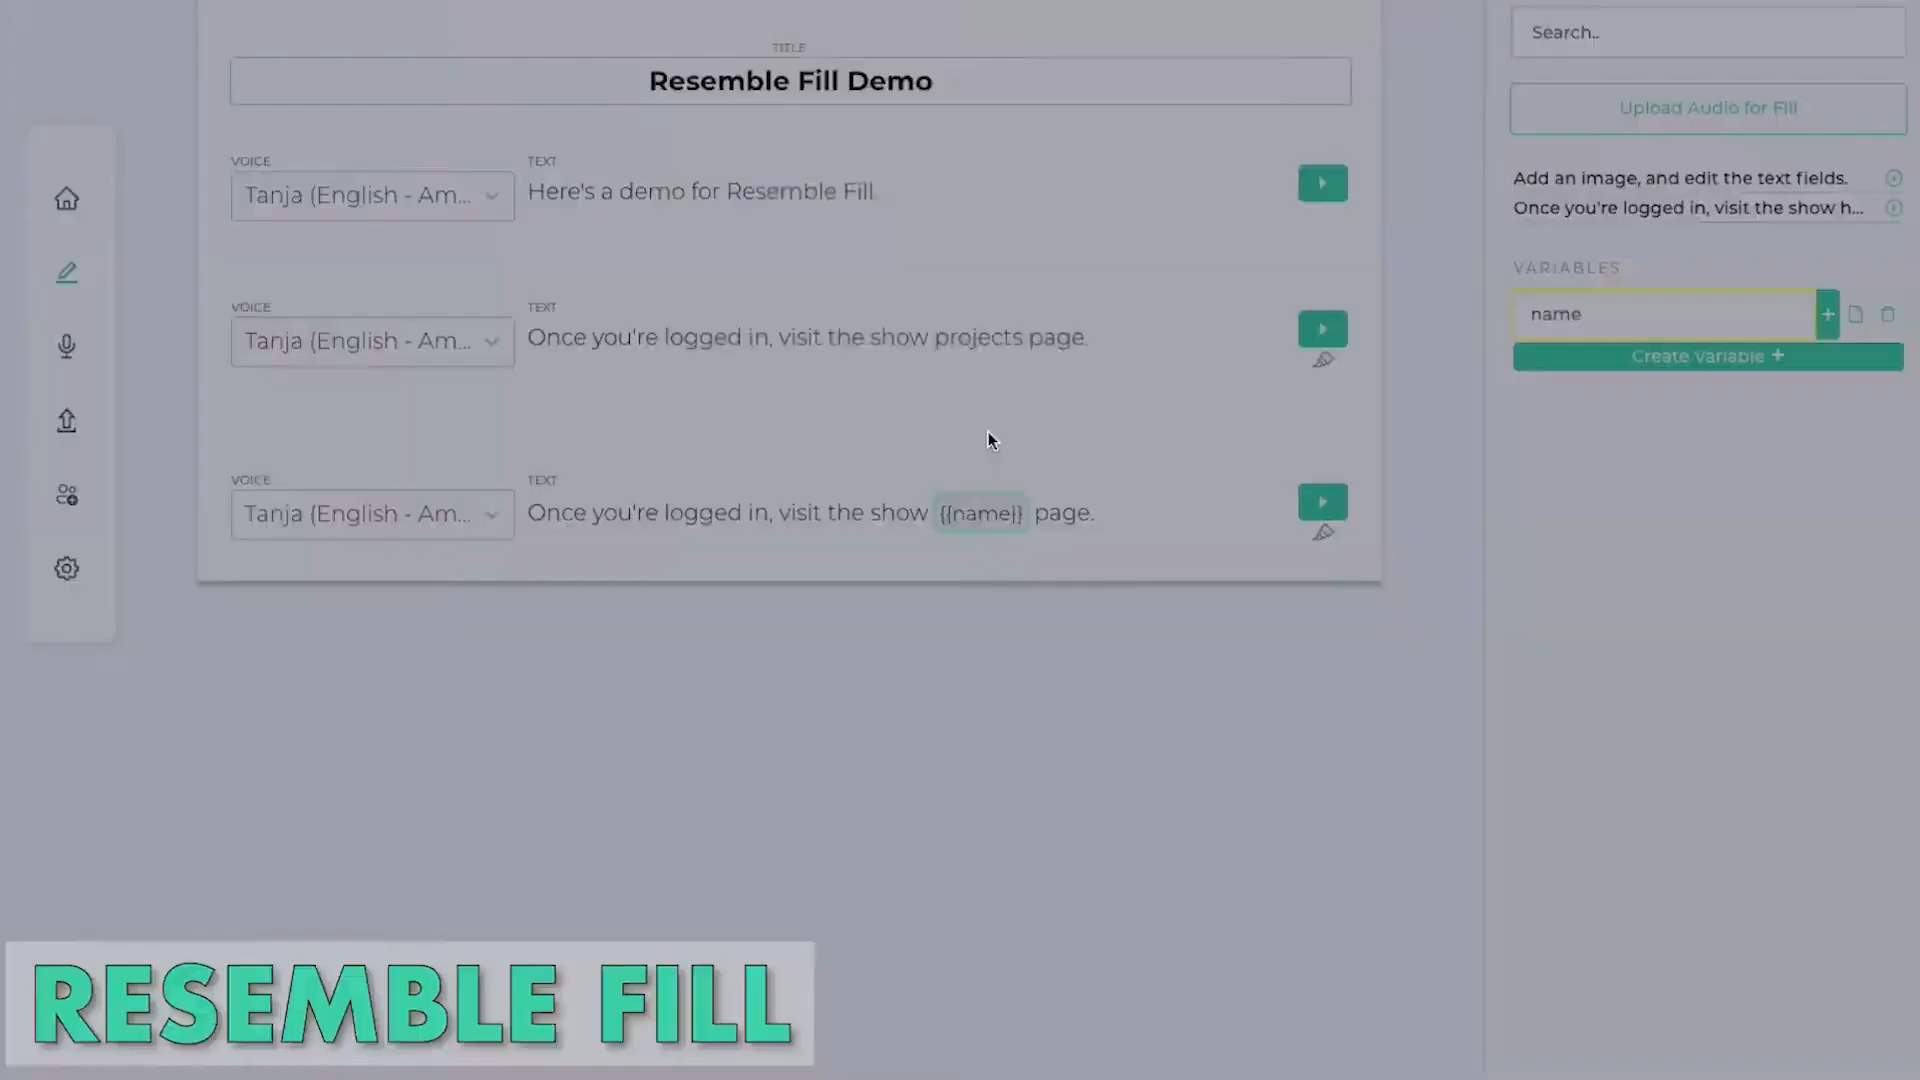 TITLE
Resemble Fill Demo
VOICE
TEXT
Tanja (English - Am...
Here's a demo for Resemble Fill.
VOICE
TEXT
Tanja (English - Am...
Once you're logged in, visit the show projects page.
VOICE
TEXT
Tanja (English - Am...
Once you're logged in, visit the show {{name}} page.
Search..
Upload Audio for Fill
Add an image, and edit the text fields.
Once you're logged in, visit the show h...
VARIABLES
name
+
Create Variable +
RESEMBLE FILL